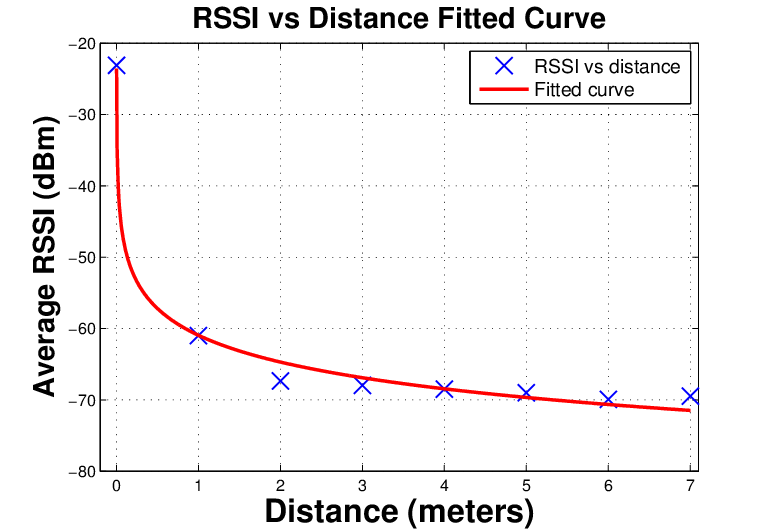 RSSI vs Distance Fitted Curve
−20
−30
−40
−50
−60
−70
−80
Average RSSI (dBm)
RSSI vs distance
Fitted curve
0 1 2 3 4 5 6 7
Distance (meters)